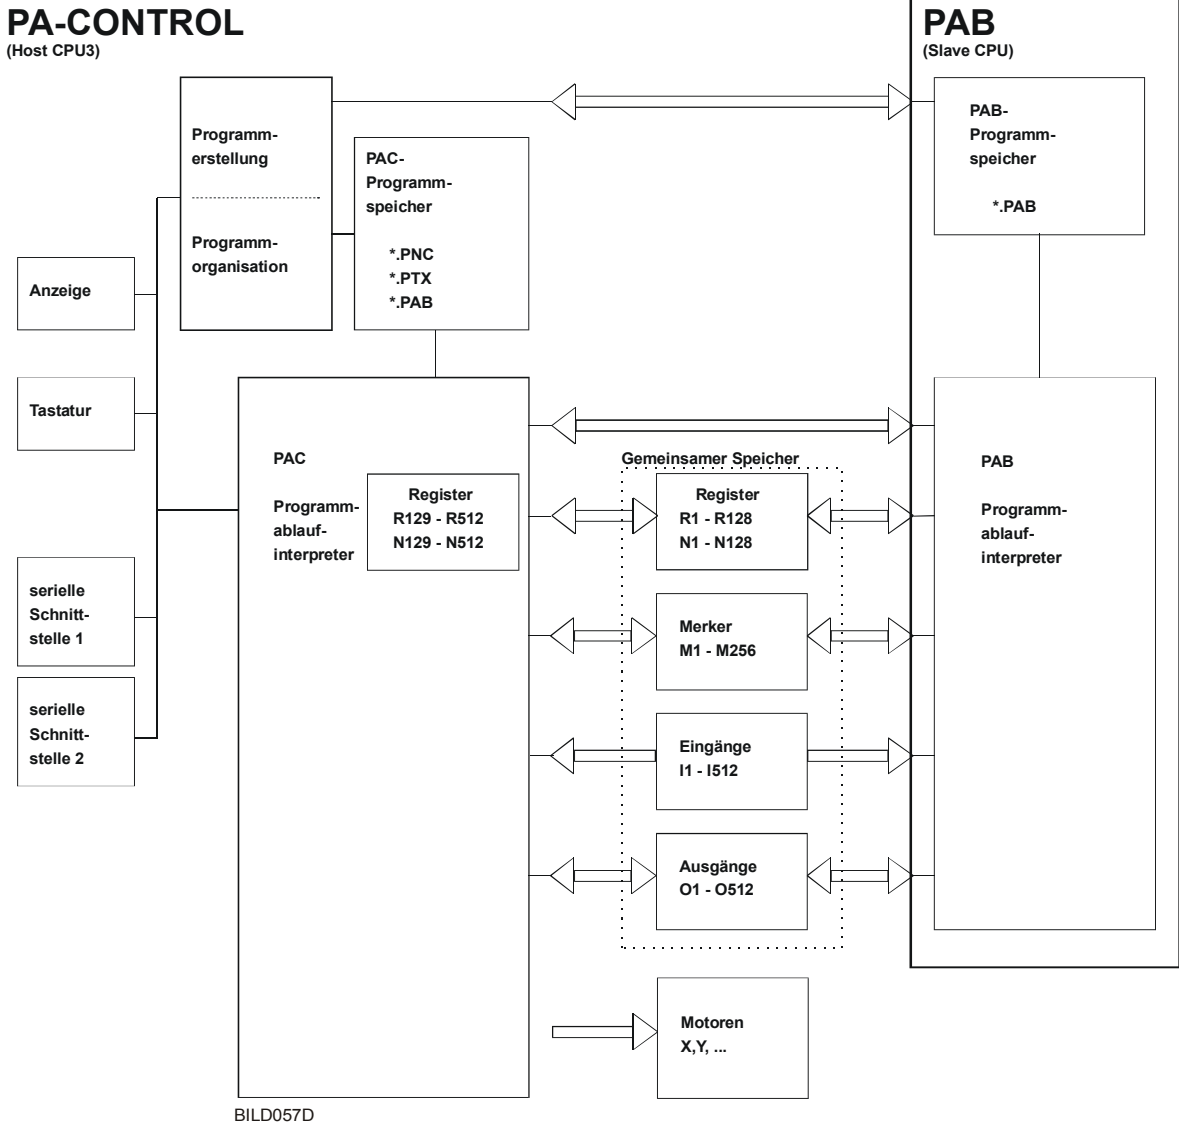 PA-CONTROL
(Host CPU3)
PAB
(Slave CPU)
Programm-
erstellung
Programm-
organisation
PAC-
Programm-
speicher
*.PNC
*.PTX
*.PAB
PAB-
Programm-
speicher
*.PAB
Anzeige
Tastatur
serielle
Schnitt-
stelle 1
serielle
Schnitt-
stelle 2
PAC
Programm-
ablauf-
interpreter
Register
R129 - R512
N129 - N512
Gemeinsamer Speicher
Register
R1 - R128
N1 - N128
Merker
M1 - M256
Eingänge
I1 - I512
Ausgänge
O1 - O512
Motoren
X,Y, ...
PAB
Programm-
ablauf-
interpreter
BILD057D